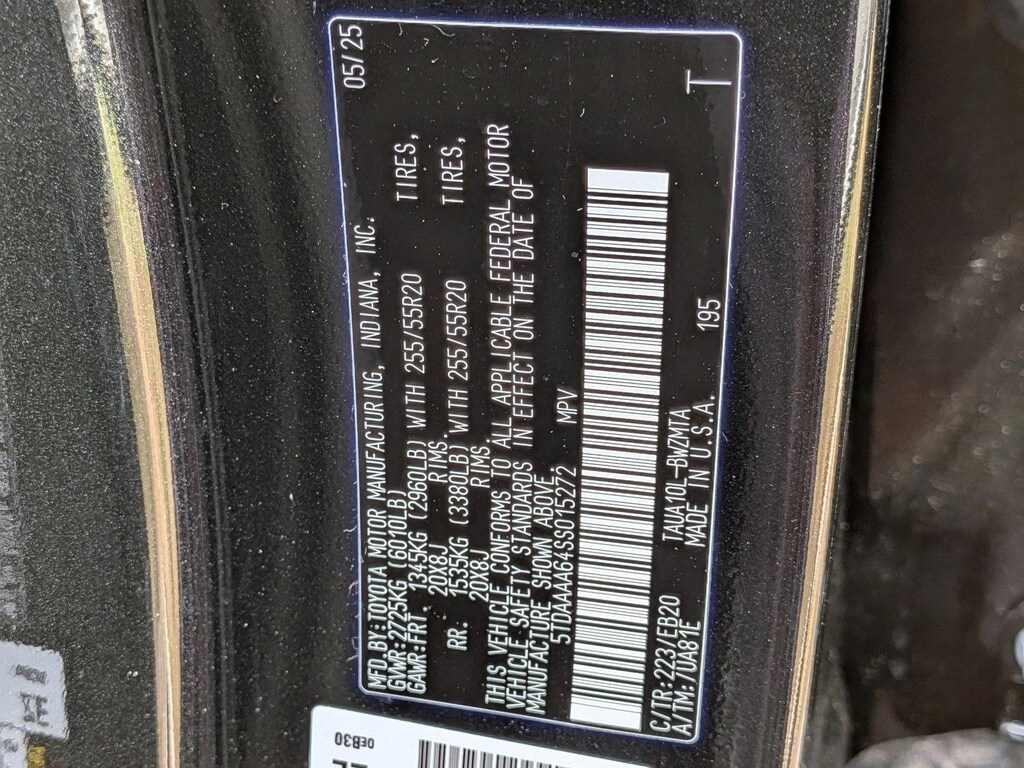 MFD.BY:TOYOTA MOTOR MANUFACTURING, INDIANA, INC. 05/25
GVWR:2725KG(6010LB)
GAWR:FRT. 1345KG (2960LB) WITH 255/55R20 TIRES,
20X8J RIMS.
RR. 1535KG (3380LB) WITH 255/55R20 TIRES,
20X8J RIMS.
THIS VEHICLE CONFORMS TO ALL APPLICABLE FEDERAL MOTOR
VEHICLE SAFETY STANDARDS IN EFFECT ON THE DATE OF
MANUFACTURE SHOWN ABOVE.
5TDAAAA64SS015272 MPV
C/TR:223/EB20 TAUA10L-BWZMTA
A/TM:/UA81E MADE IN U.S.A. 195 T
0EB30